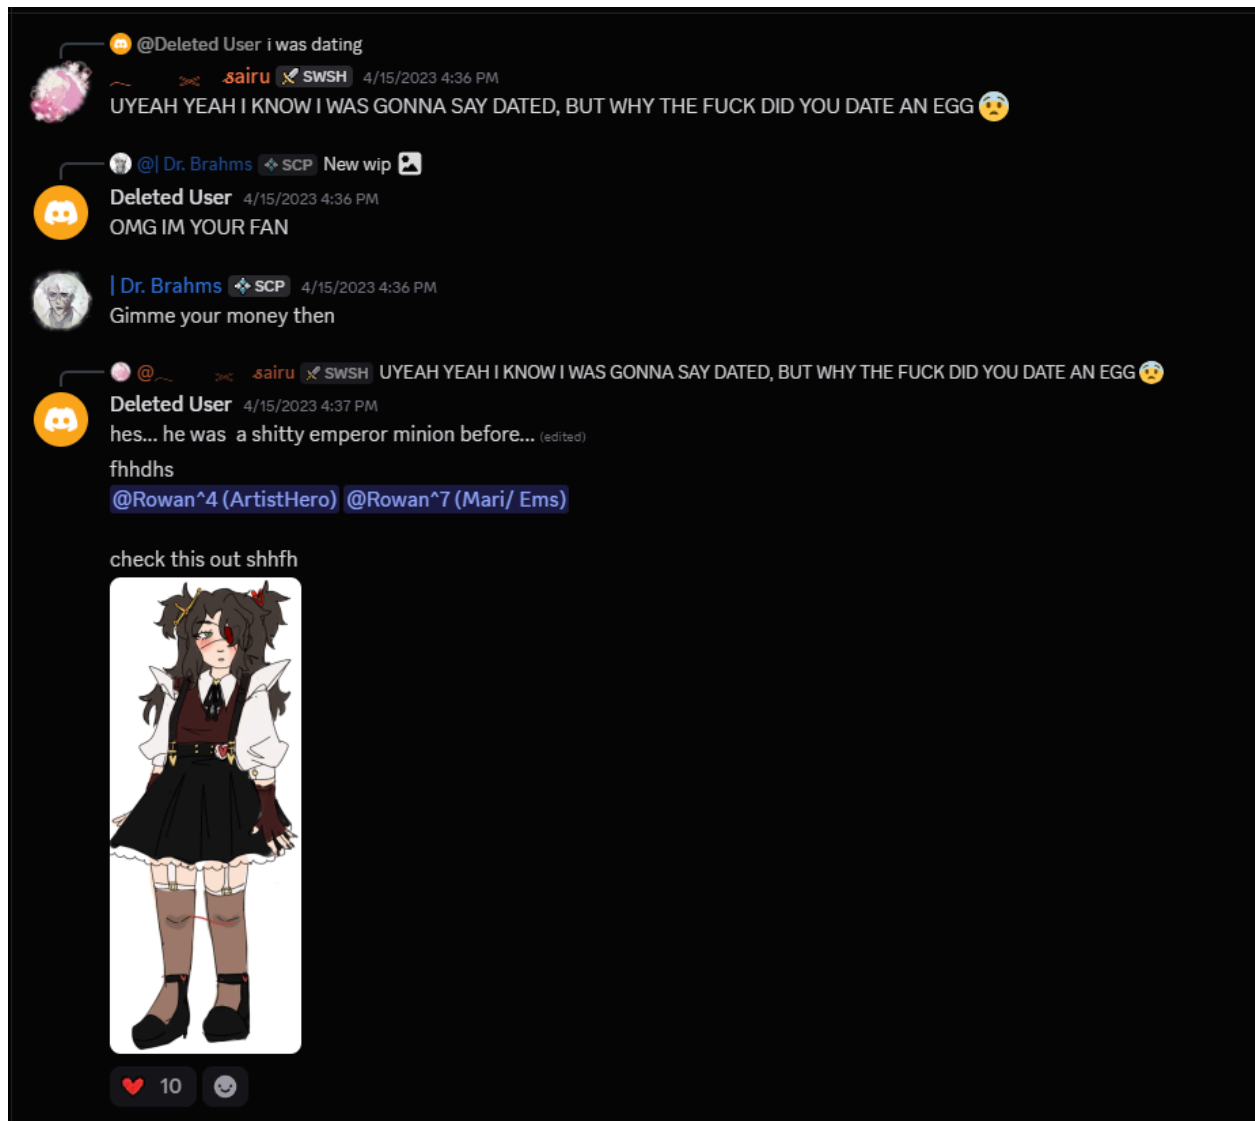 @Deleted User i was dating
sairu SWSH 4/15/2023 4:36 PM
UYEAH YEAH I KNOW I WAS GONNA SAY DATED, BUT WHY THE FUCK DID YOU DATE AN EGG 😨
@| Dr. Brahms SCP New wip
Deleted User 4/15/2023 4:36 PM
OMG IM YOUR FAN
| Dr. Brahms SCP 4/15/2023 4:36 PM
Gimme your money then
@ sairu SWSH UYEAH YEAH I KNOW I WAS GONNA SAY DATED, BUT WHY THE FUCK DID YOU DATE AN EGG 😨
Deleted User 4/15/2023 4:37 PM
hes... he was a shitty emperor minion before... (edited)
fhhdhs
@Rowan^4 (ArtistHero) @Rowan^7 (Mari/ Ems)
check this out shhfh
❤️ 10